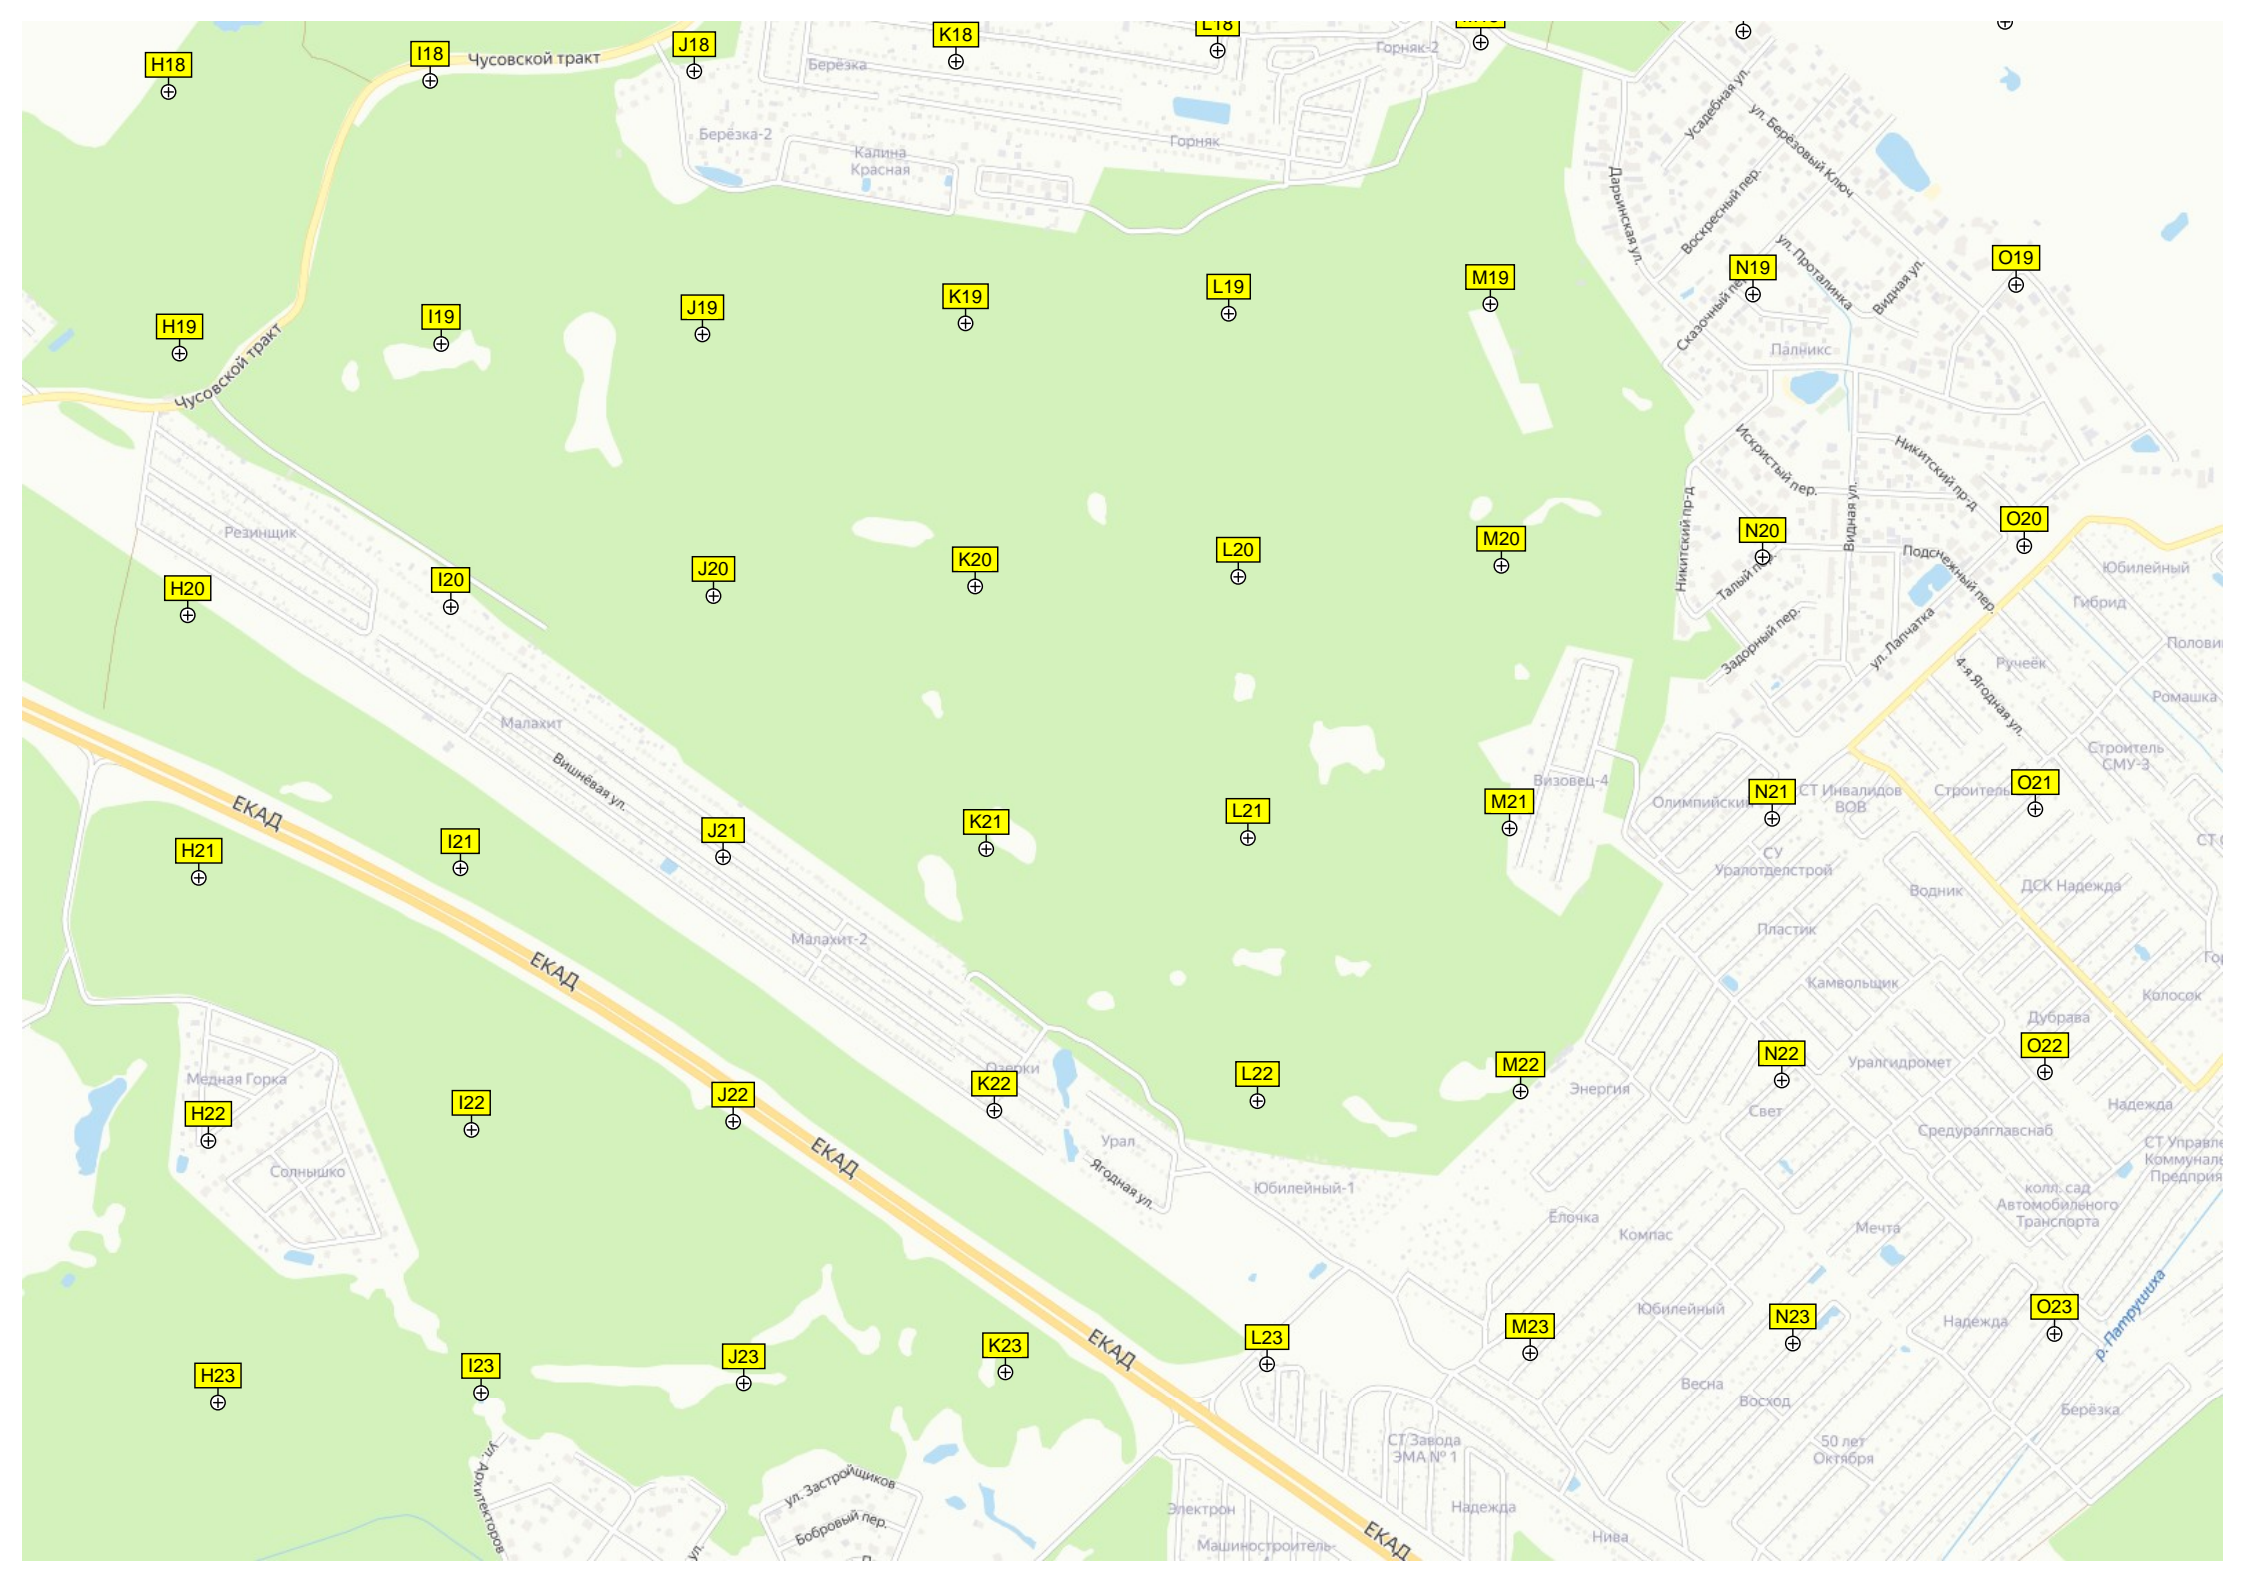 L18
K18
Горняк-2
J18
I18
Чусовской тракт
H18
Берёзка
Усадебная ул.
ул. Берёзовый Ключ
Берёзка-2
Горняк
Калина
Красная
Дарьинская ул.
Воскресный пер.
ул. Проталинка
Видная ул.
O19
N19
M19
L19
K19
J19
I19
H19
Сказочный пер.
Палникс
Чусовской тракт
Искристый пер.
Никитский пр-д
Никитский пр-д
Видная ул.
Резинщик
O20
N20
M20
L20
K20
J20
I20
H20
Подснежный пер.
Талый пер.
Юбилейный
Гибрид
Задорный пер.
ул. Лапчатка
Ручеёк
4-я Ягодная ул.
Ромашка
Малахит
Вишнёвая ул.
Строитель
СМУ-3
Визовец-4
Олимпийский
СТ Инвалидов
ВОВ
Строитель
O21
N21
M21
L21
K21
J21
I21
H21
ЕКАД
СУ
Уралотделстрой
Водник
ДСК Надежда
Пластик
Малахит-2
ЕКАД
Камвольщик
Колосок
Дубрава
Озерки
Медная Горка
Энергия
Уралгидромет
O22
N22
M22
L22
K22
J22
I22
H22
Свет
Надежда
Средуралглавснаб
Урал
ЕКАД
Ягодная ул.
Солнышко
Юбилейный-1
колл. сад
Автомобильного
Транспорта
Ёлочка
Компас
Мечта
Юбилейный
Надежда
р. Патрушиха
O23
N23
M23
L23
K23
J23
I23
H23
ЕКАД
Весна
Восход
Берёзка
СТ Завода
ЭМА № 1
50 лет
Октября
ул. Архитекторов
ул. Застройщиков
Бобровый пер.
Электрон
Надежда
Нива
Машиностроитель-
ЕКАД
ул.